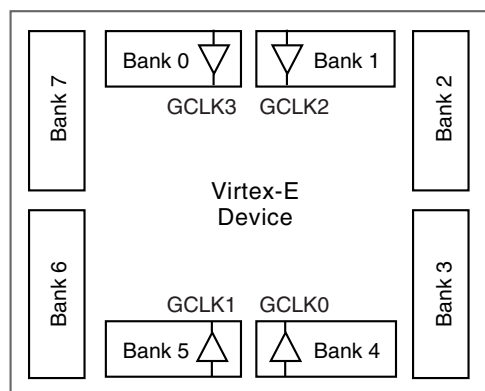 Bank 0
Bank 1
GCLK3
GCLK2
Bank 7
Bank 2
Virtex-E
Device
Bank 6
Bank 3
GCLK1
GCLK0
Bank 5
Bank 4